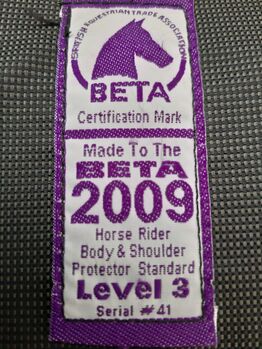 BRITISH EQUESTRIAN TRADE ASSOCIATION
BETA
Certification Mark
Made To The
BETA
2009
Horse Rider
Body & Shoulder
Protector Standard
Level 3
Serial #41